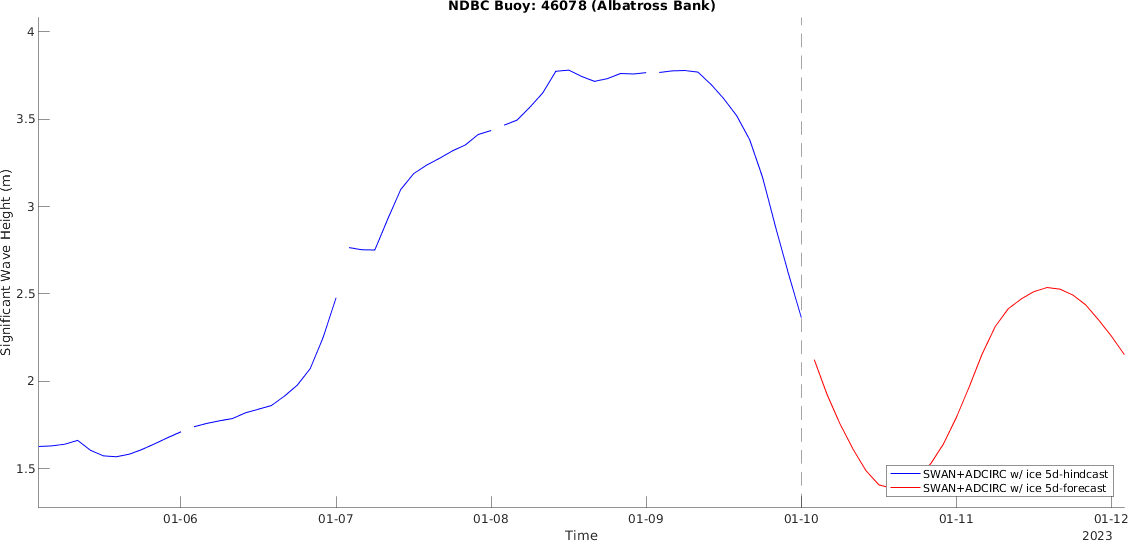 NDBC Buoy: 46078 (Albatross Bank)
4
3.5
3
2.5
2
1.5
Significant Wave Height (m)
SWAN+ADCIRC w/ ice 5d-hindcast
SWAN+ADCIRC w/ ice 5d-forecast
01-06 01-07 01-08 01-09 01-10 01-11 01-12
Time
2023